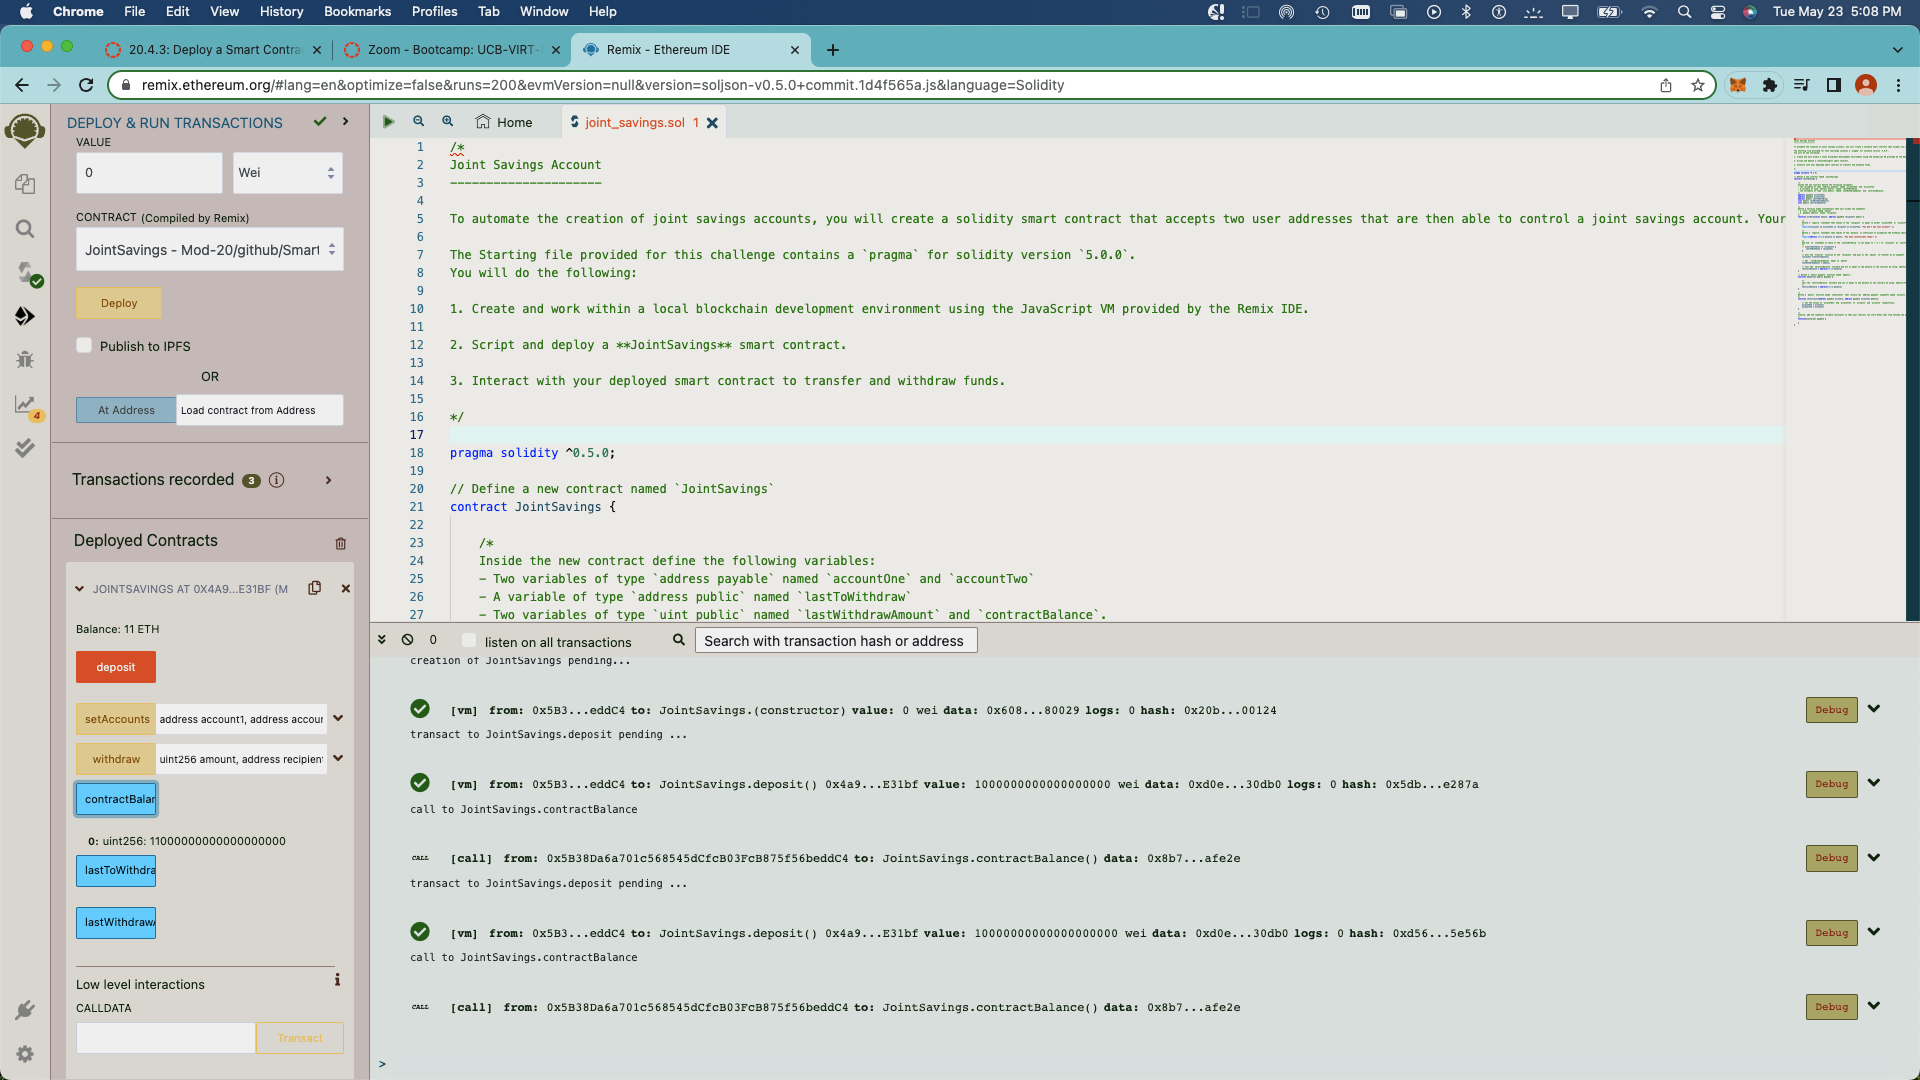 Chrome File Edit View History Bookmarks Profiles Tab Window Help
Tue May 23 5:08 PM
20.4.3: Deploy a Smart Contra
Zoom - Bootcamp: UCB-VIRT-
Remix - Ethereum IDE
remix.ethereum.org/#lang=en&optimize=false&runs=200&evmVersion=null&version=soljson-v0.5.0+commit.1d4f565a.js&language=Solidity
DEPLOY & RUN TRANSACTIONS
VALUE
0
Wei
CONTRACT (Compiled by Remix)
JointSavings - Mod-20/github/Smart
Deploy
Publish to IPFS
OR
At Address
Load contract from Address
4
Transactions recorded 3 i
Deployed Contracts
JOINTSAVINGS AT 0X4A9...E31BF (M
Balance: 11 ETH
deposit
setAccounts address account1, address accour
withdraw uint256 amount, address recipient
contractBalar
0: uint256: 11000000000000000000
lastToWithdra
lastWithdrawA
Low level interactions
i
CALLDATA
Transact
Home
joint_savings.sol 1
1 /*
2 Joint Savings Account
3 ---------------------
4
5 To automate the creation of joint savings accounts, you will create a solidity smart contract that accepts two user addresses that are then able to control a joint savings account. Your
6
7 The Starting file provided for this challenge contains a `pragma` for solidity version `5.0.0`.
8 You will do the following:
9
10 1. Create and work within a local blockchain development environment using the JavaScript VM provided by the Remix IDE.
11
12 2. Script and deploy a **JointSavings** smart contract.
13
14 3. Interact with your deployed smart contract to transfer and withdraw funds.
15
16 */
17
18 pragma solidity ^0.5.0;
19
20 // Define a new contract named `JointSavings`
21 contract JointSavings {
22
23 /*
24 Inside the new contract define the following variables:
25 - Two variables of type `address payable` named `accountOne` and `accountTwo`
26 - A variable of type `address public` named `lastToWithdraw`
27 - Two variables of type `uint public` named `lastWithdrawAmount` and `contractBalance`.
0 listen on all transactions
Search with transaction hash or address
creation of JointSavings pending...
[vm] from: 0x5B3...eddC4 to: JointSavings.(constructor) value: 0 wei data: 0x608...80029 logs: 0 hash: 0x20b...00124
Debug
transact to JointSavings.deposit pending ...
[vm] from: 0x5B3...eddC4 to: JointSavings.deposit() 0x4a9...E31bf value: 1000000000000000000 wei data: 0xd0e...30db0 logs: 0 hash: 0x5db...e287a
Debug
call to JointSavings.contractBalance
CALL [call] from: 0x5B38Da6a701c568545dCfcB03FcB875f56beddC4 to: JointSavings.contractBalance() data: 0x8b7...afe2e
Debug
transact to JointSavings.deposit pending ...
[vm] from: 0x5B3...eddC4 to: JointSavings.deposit() 0x4a9...E31bf value: 10000000000000000000 wei data: 0xd0e...30db0 logs: 0 hash: 0xd56...5e56b
Debug
call to JointSavings.contractBalance
CALL [call] from: 0x5B38Da6a701c568545dCfcB03FcB875f56beddC4 to: JointSavings.contractBalance() data: 0x8b7...afe2e
Debug
>